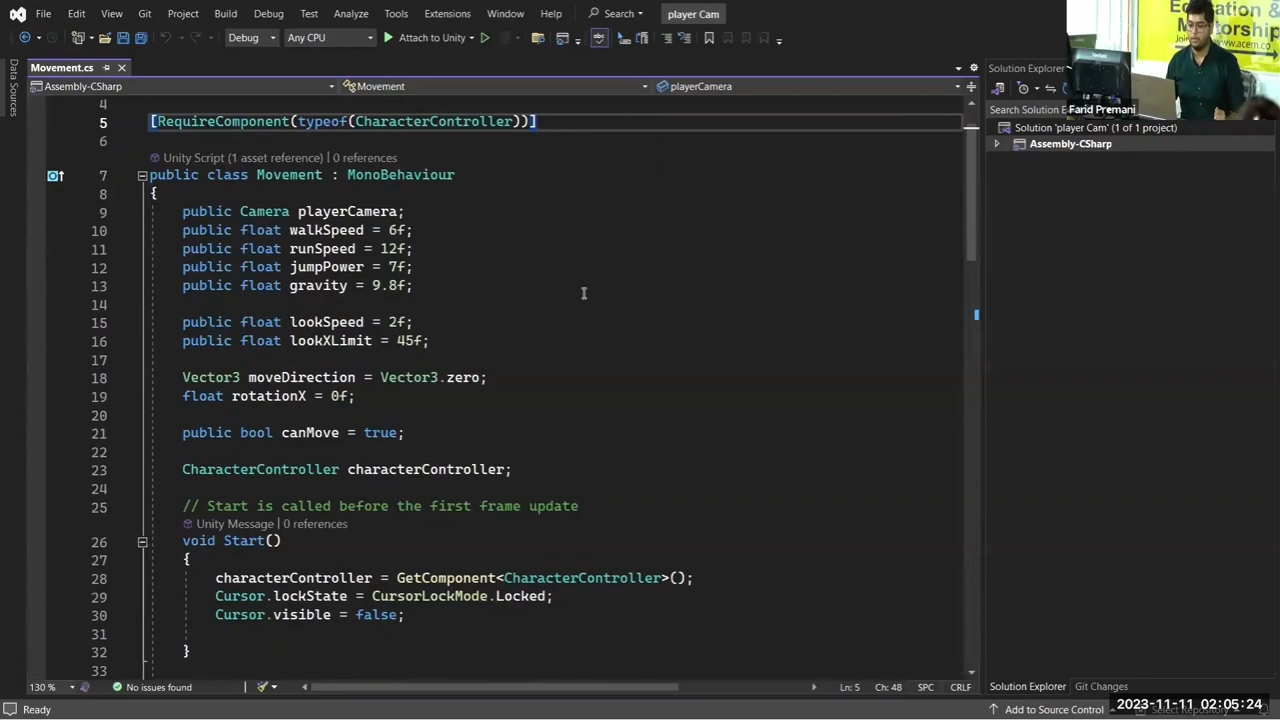 File Edit View Git Project Build Debug Test Analyze Tools Extensions Window Help Search player Cam
Debug Any CPU Attach to Unity
Education &
Mentorship
www.acem.co
Farid Premani
Data Sources
Movement.cs
Assembly-CSharp Movement playerCamera
4
5 [RequireComponent(typeof(CharacterController))]
6
Unity Script (1 asset reference) | 0 references
7 public class Movement : MonoBehaviour
8 {
9 public Camera playerCamera;
10 public float walkSpeed = 6f;
11 public float runSpeed = 12f;
12 public float jumpPower = 7f;
13 public float gravity = 9.8f;
14
15 public float lookSpeed = 2f;
16 public float lookXLimit = 45f;
17
18 Vector3 moveDirection = Vector3.zero;
19 float rotationX = 0f;
20
21 public bool canMove = true;
22
23 CharacterController characterController;
24
25 // Start is called before the first frame update
Unity Message | 0 references
26 void Start()
27 {
28 characterController = GetComponent<CharacterController>();
29 Cursor.lockState = CursorLockMode.Locked;
30 Cursor.visible = false;
31
32 }
33
Solution Explorer
Search Solution
Solution 'player Cam' (1 of 1 project)
Assembly-CSharp
130 % No issues found Ln: 5 Ch: 48 SPC CRLF
Solution Explorer Git Changes
Ready Add to Source Control Select Repository
2023-11-11 02:05:24